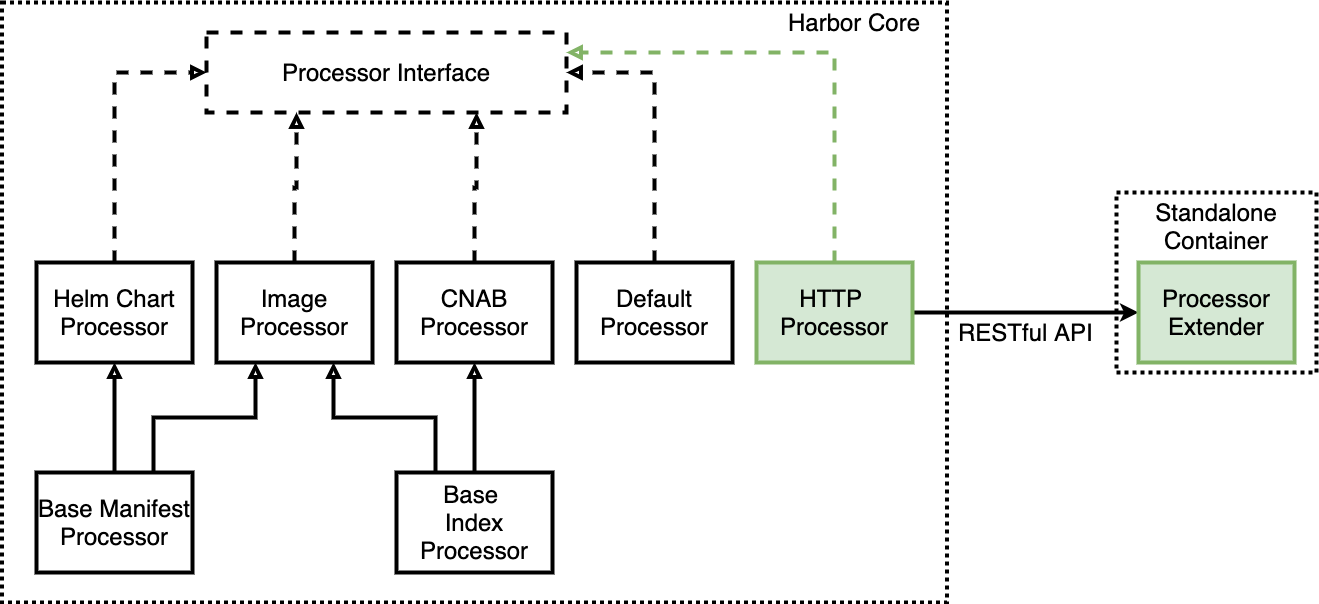 Harbor Core
Processor Interface
Standalone
Container
Helm Chart
Processor
Image
Processor
CNAB
Processor
Default
Processor
HTTP
Processor
RESTful API
Processor
Extender
Base Manifest
Processor
Base
Index
Processor